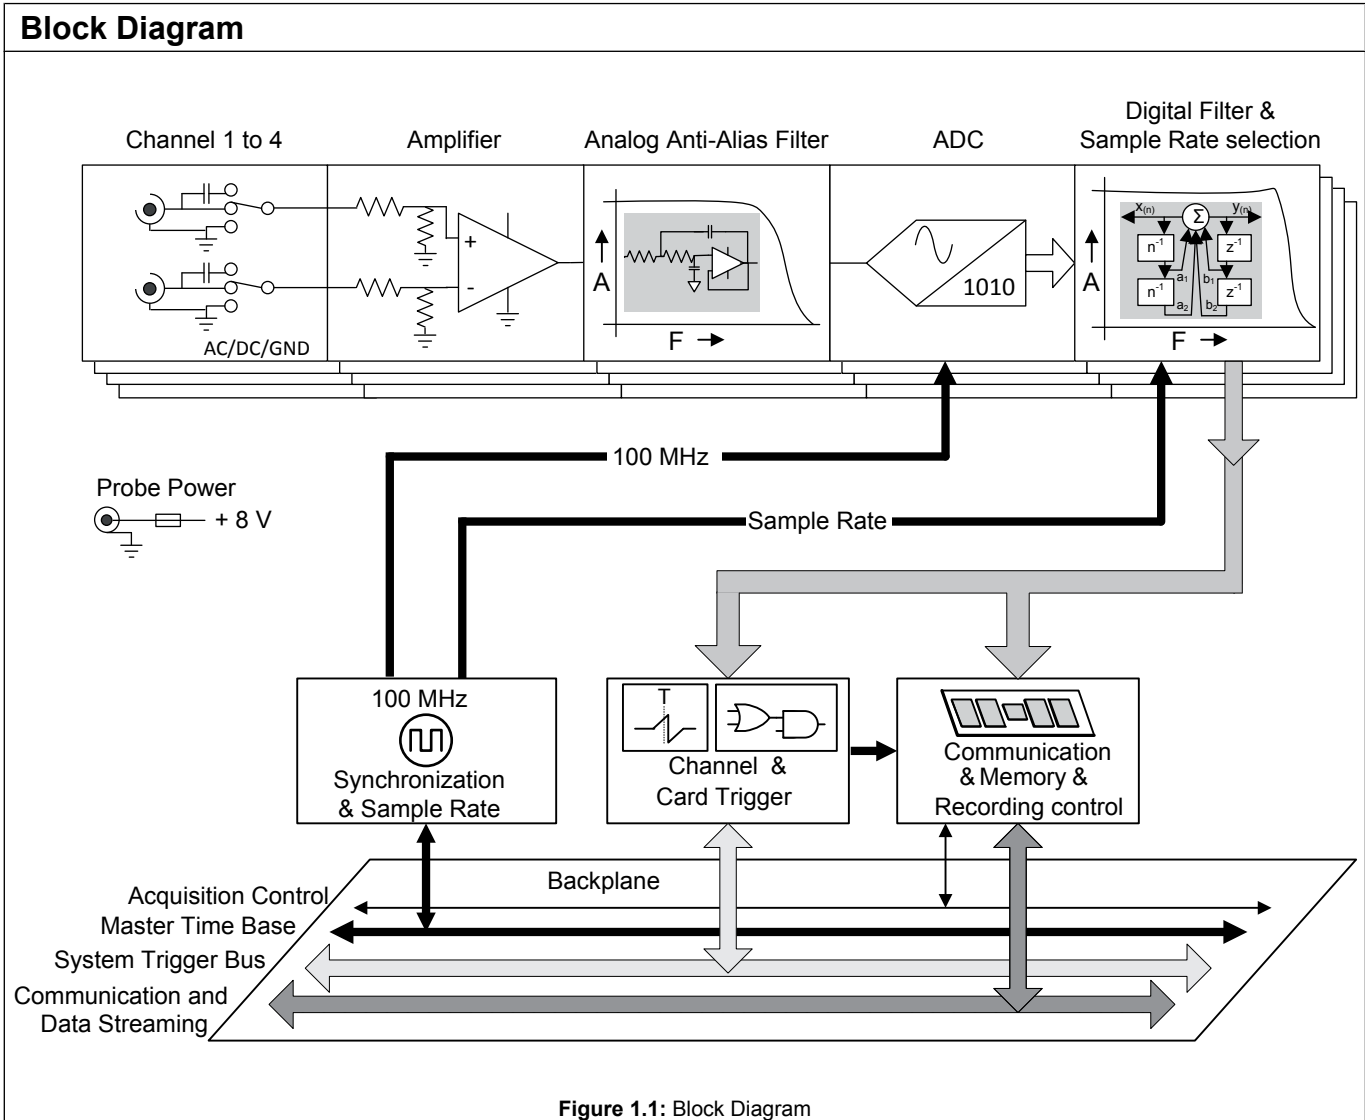 Block Diagram
Channel 1 to 4
Amplifier
Analog Anti-Alias Filter
ADC
Digital Filter &
Sample Rate selection
AC/DC/GND
+
-
A
F
1010
A
x(n)
Σ
y(n)
n-1
z-1
a1
b1
n-1
z-1
a2
b2
F
100 MHz
Probe Power
+ 8 V
Sample Rate
100 MHz
Synchronization
& Sample Rate
T
Channel &
Card Trigger
Communication
& Memory &
Recording control
Backplane
Acquisition Control
Master Time Base
System Trigger Bus
Communication and
Data Streaming
Figure 1.1: Block Diagram